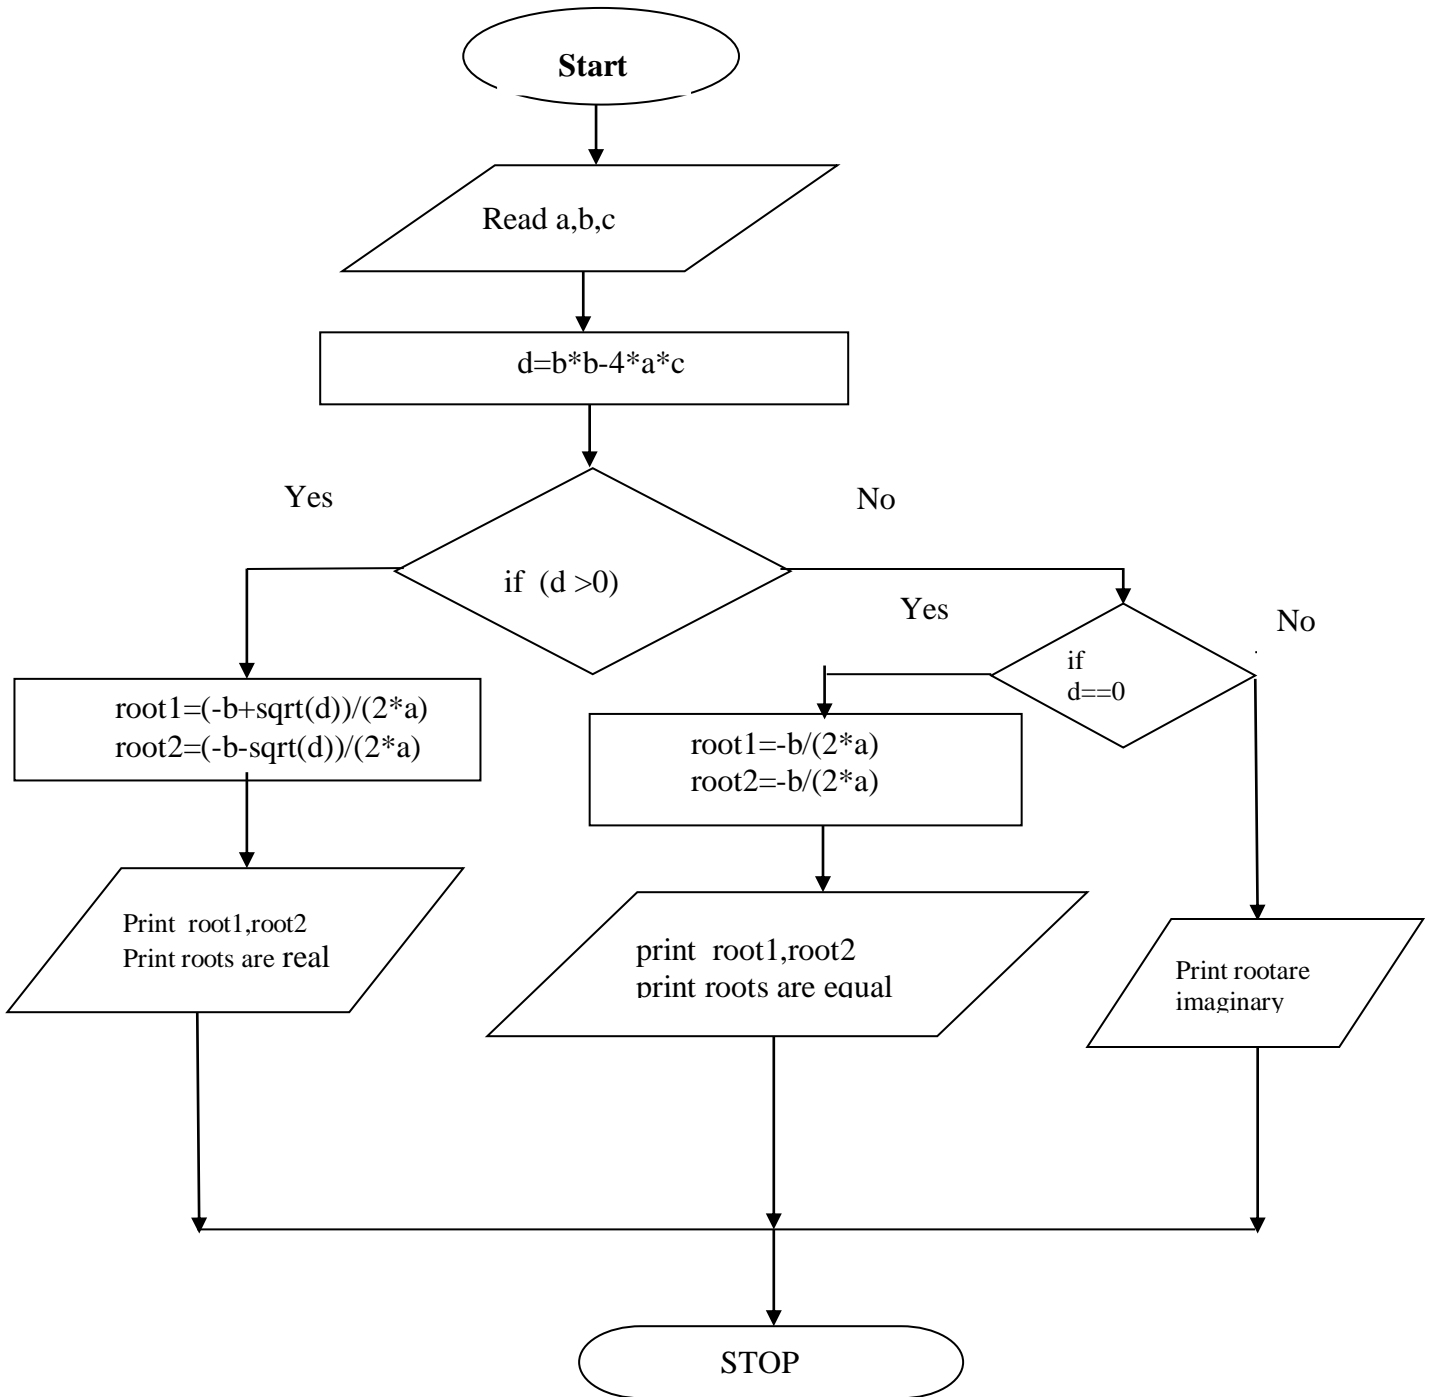 Start
Read a,b,c
d=b*b-4*a*c
Yes
No
if (d >0)
Yes
No
if
d==0
root1=(-b+sqrt(d))/(2*a)
root2=(-b-sqrt(d))/(2*a)
root1=-b/(2*a)
root2=-b/(2*a)
Print root1,root2
Print roots are real
print root1,root2
print roots are equal
Print rootare
imaginary
STOP